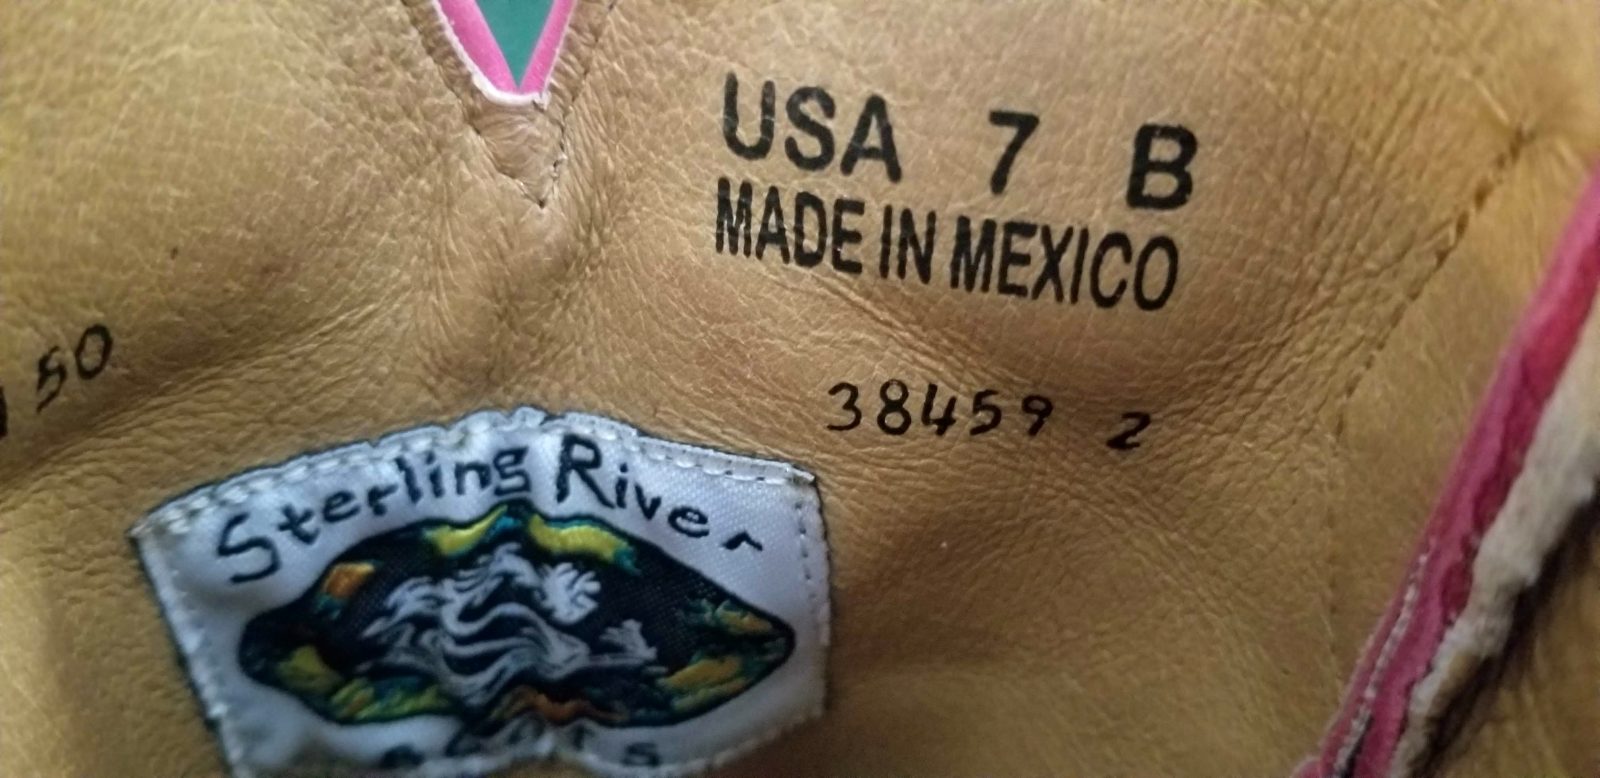 USA 7 B
MADE IN MEXICO
50
38459 2
Sterling River